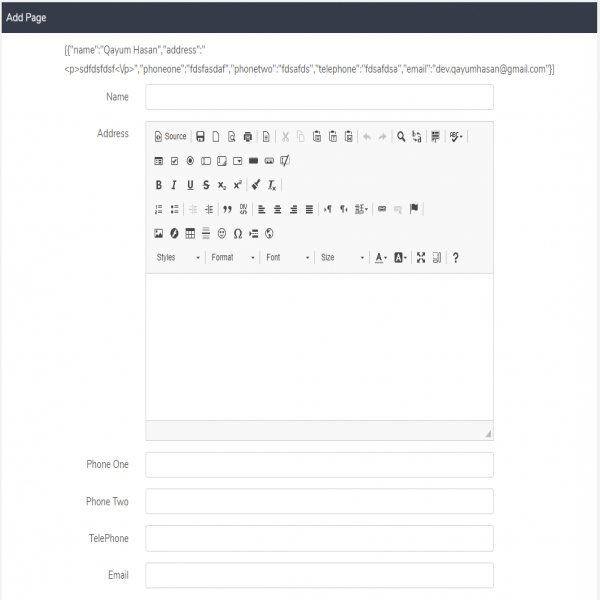 Add Page
[{"name":"Qayum Hasan","address":"
<p>sdfdsfdsf<\/p>","phoneone":"fdsfasdaf","phonetwo":"fdsafds","telephone":"fdsafdsa","email":"dev.qayumhasan@gmail.com"}]
Name
Address
Source
B I U S x₂ x² Tx
Styles Format Font Size A A ?
Phone One
Phone Two
TelePhone
Email